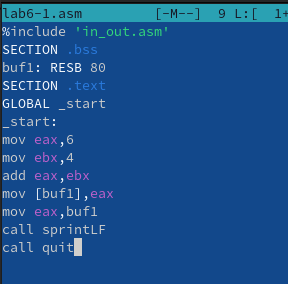 lab6-1.asm [-M--] 9 L:[ 1+
%include 'in_out.asm'
SECTION .bss
buf1: RESB 80
SECTION .text
GLOBAL _start
_start:
mov eax,6
mov ebx,4
add eax,ebx
mov [buf1],eax
mov eax,buf1
call sprintLF
call quit